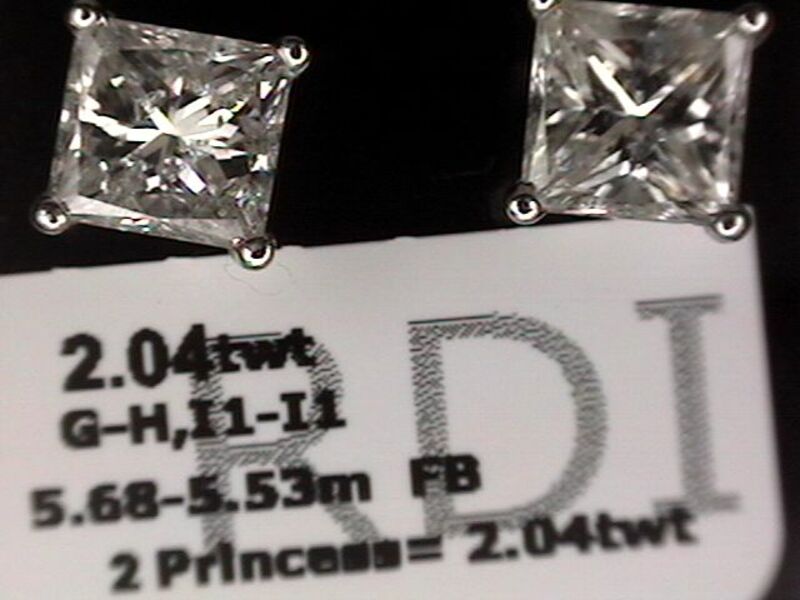 RDI
2.04twt
G-H,I1-I1
5.68-5.53m FB
2 Princess= 2.04twt